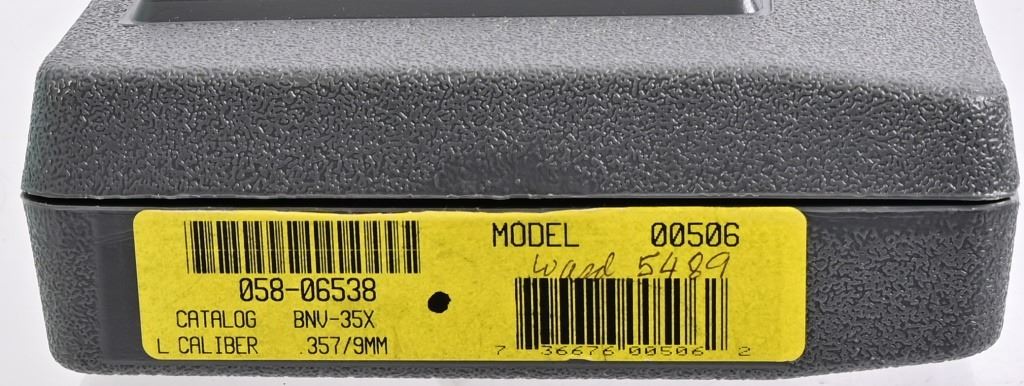 058-06538
CATALOG BNV-35X
L CALIBER .357/9MM
MODEL 00506
Ward 5489
7 36676 00506 2